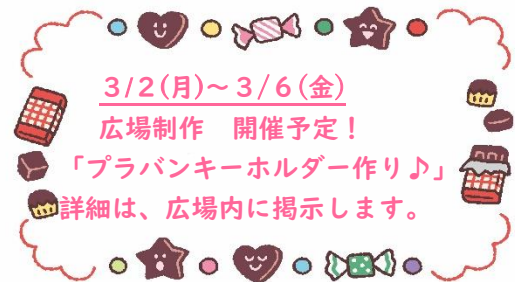 3/2(月)～3/6(金)
広場制作　開催予定！
「プラバンキーホルダー作り♪」
詳細は、広場内に掲示します。